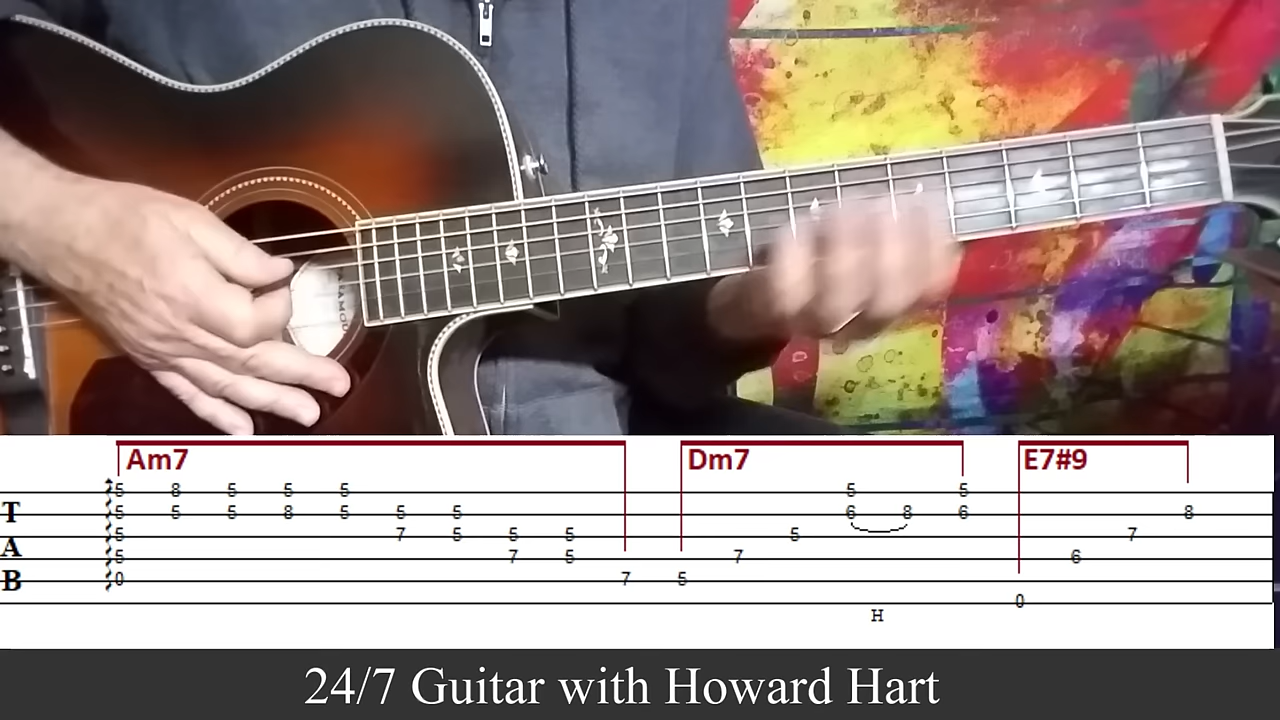 Am7 Dm7 E7#9
5 8 5 5 5 5 5
T 5 5 5 8 5 5 5 6 8 6 8
5 7 5 5 5 5 7
A 5 7 5 7 6
B 0 7 5
0
H
24/7 Guitar with Howard Hart